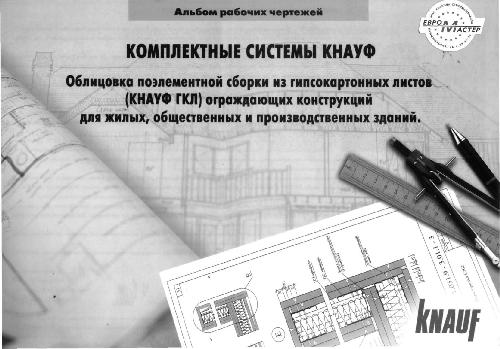 Альбом рабочих чертежей
ЕВРОМАСТЕР
КОМПЛЕКТНЫЕ СИСТЕМЫ КНАУФ
Облицовка поэлементной сборки из гипсокартонных листов
(КНАУФ ГКЛ) ограждающих конструкций
для жилых, общественных и производственных зданий.
KNAUF